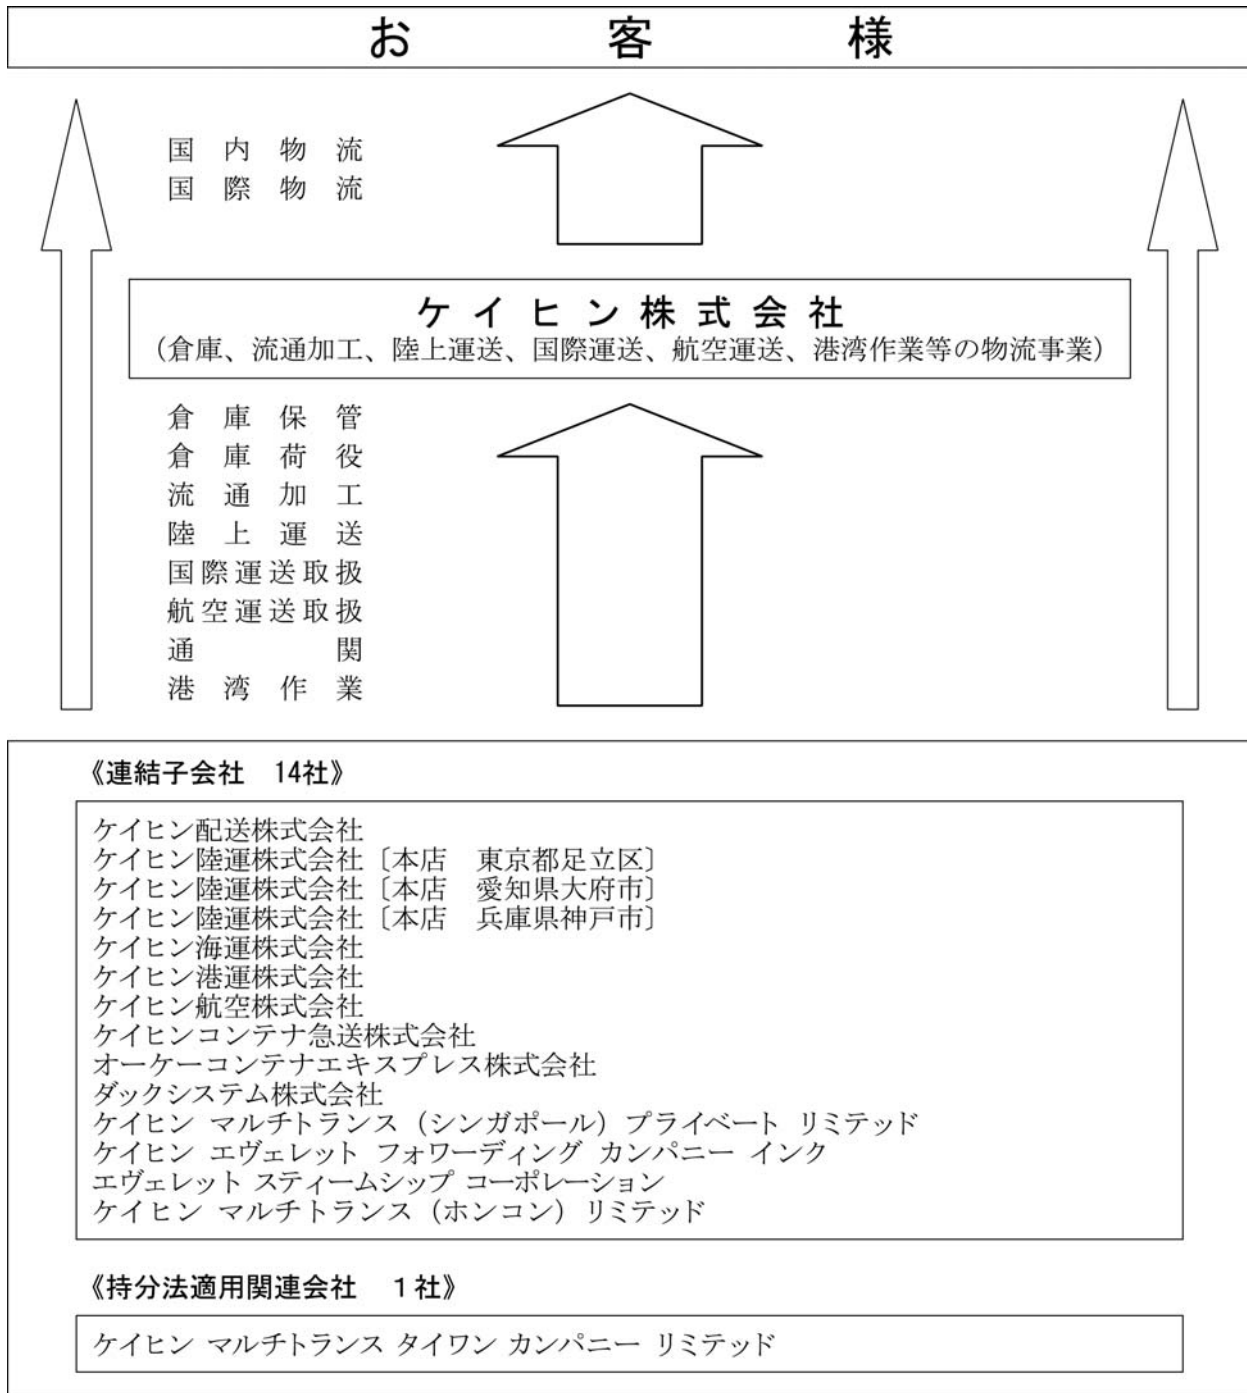 お客様
国内物流
国際物流
ケイヒン株式会社
(倉庫、流通加工、陸上運送、国際運送、航空運送、港湾作業等の物流事業)
倉庫保管
倉庫荷役
流通加工
陸上運送
国際運送取扱
航空運送取扱
通関
港湾作業
《連結子会社 14社》
ケイヒン配送株式会社
ケイヒン陸運株式会社〔本店 東京都足立区〕
ケイヒン陸運株式会社〔本店 愛知県大府市〕
ケイヒン陸運株式会社〔本店 兵庫県神戸市〕
ケイヒン海運株式会社
ケイヒン港運株式会社
ケイヒン航空株式会社
ケイヒンコンテナ急送株式会社
オーケーコンテナエキスプレス株式会社
ダックシステム株式会社
ケイヒン マルチトランス(シンガポール)プライベート リミテッド
ケイヒン エヴェレット フォワーディング カンパニー インク
エヴェレット スティームシップ コーポレーション
ケイヒン マルチトランス(ホンコン)リミテッド
《持分法適用関連会社 1社》
ケイヒン マルチトランス タイワン カンパニー リミテッド